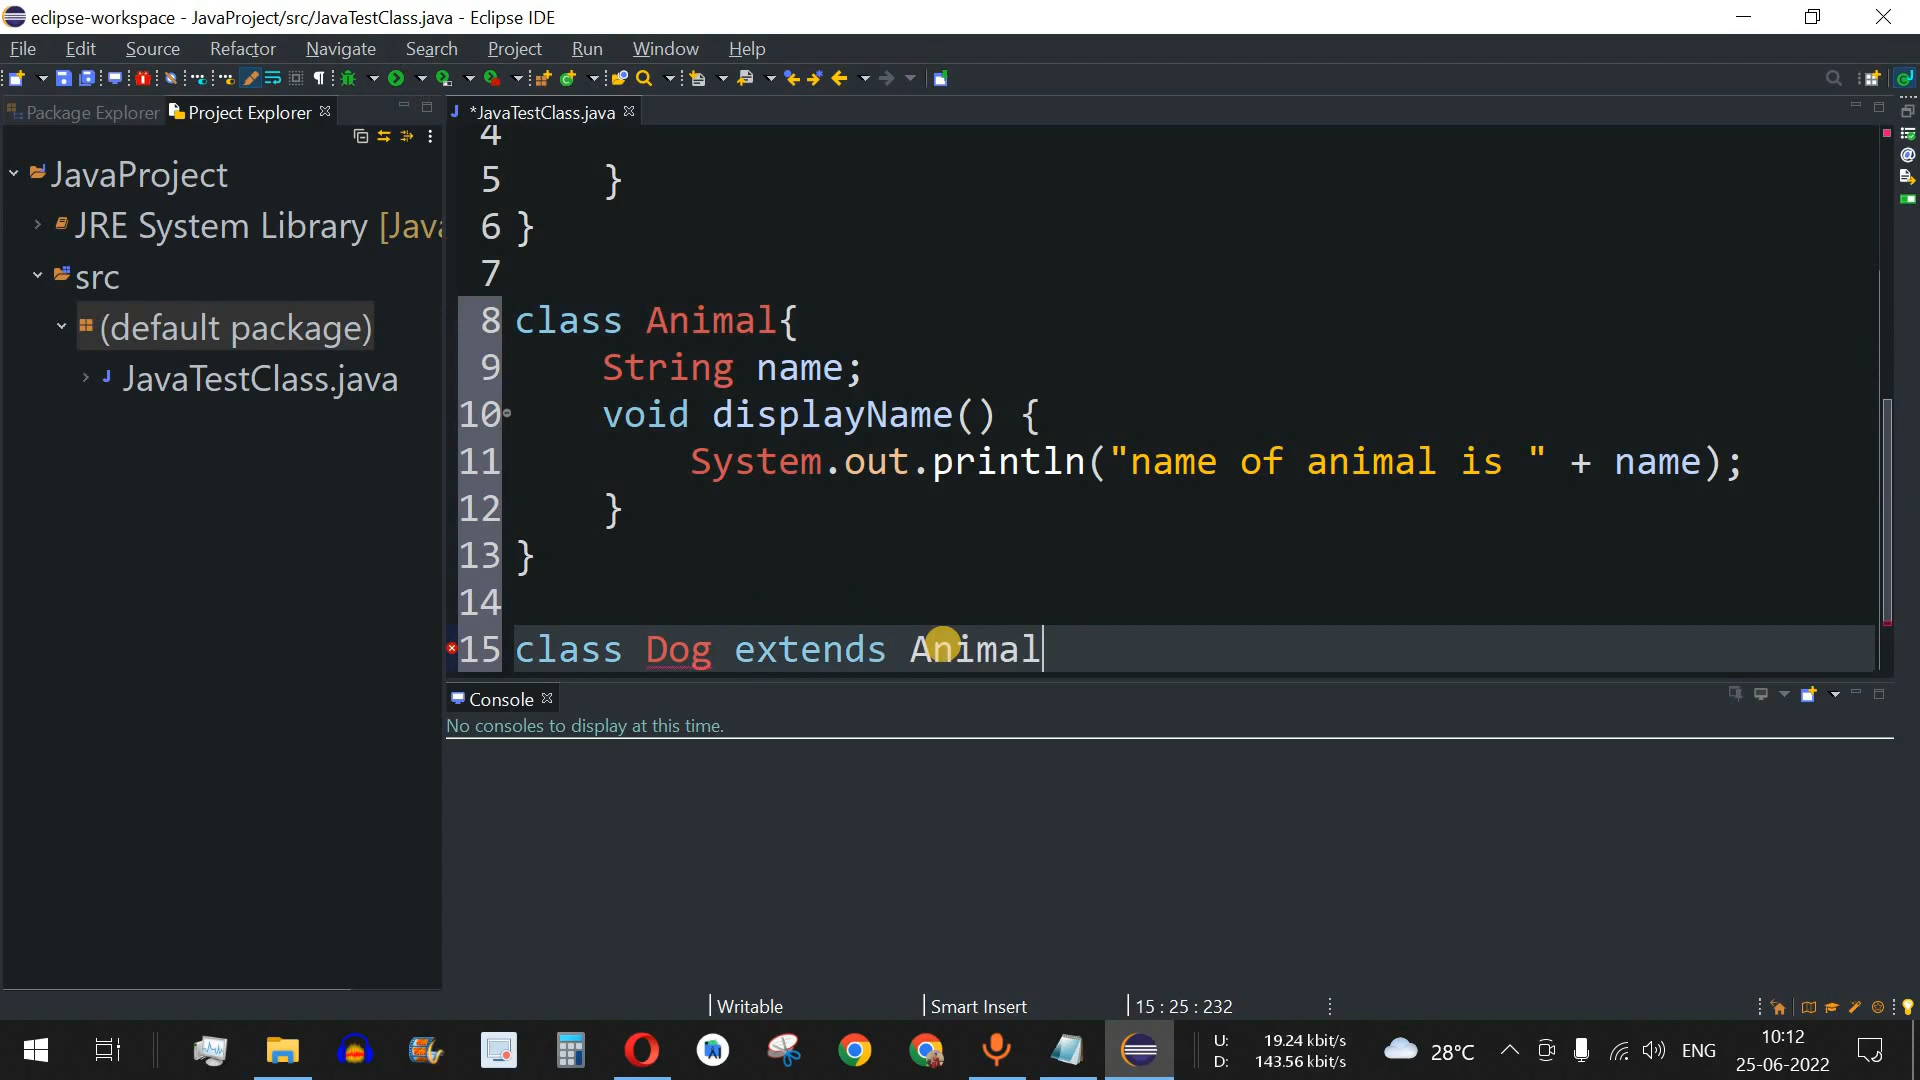 eclipse-workspace - JavaProject/src/JavaTestClass.java - Eclipse IDE
File Edit Source Refactor Navigate Search Project Run Window Help
Package Explorer Project Explorer *JavaTestClass.java
JavaProject
JRE System Library [Java
src
(default package)
JavaTestClass.java
4
5 }
6 }
7
8 class Animal{
9 String name;
10 void displayName() {
11 System.out.println("name of animal is " + name);
12 }
13 }
14
15 class Dog extends Animal
Console
No consoles to display at this time.
Writable Smart Insert 15 : 25 : 232
U: 19.24 kbit/s
D: 143.56 kbit/s
28°C
ENG
10:12
25-06-2022